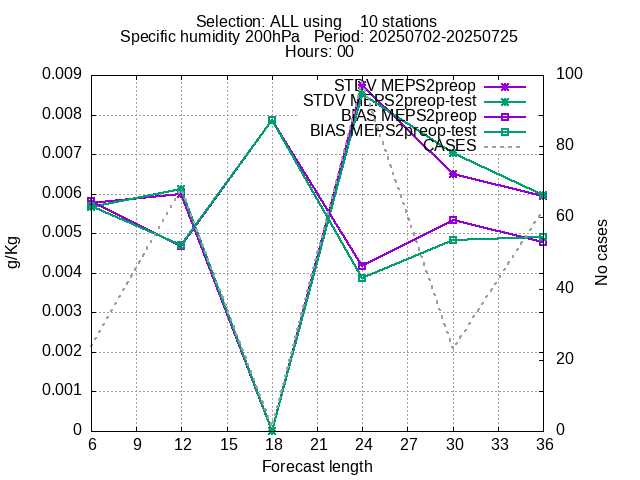 Selection: ALL using    10 stations
Specific humidity 200hPa   Period: 20250702-20250725
Hours: 00
STDV MEPS2preop
STDV MEPS2preop-test
BIAS MEPS2preop
BIAS MEPS2preop-test
CASES
0.009
0.008
0.007
0.006
0.005
0.004
0.003
0.002
0.001
0
g/Kg
100
80
60
40
20
0
No cases
6 9 12 15 18 21 24 27 30 33 36
Forecast length